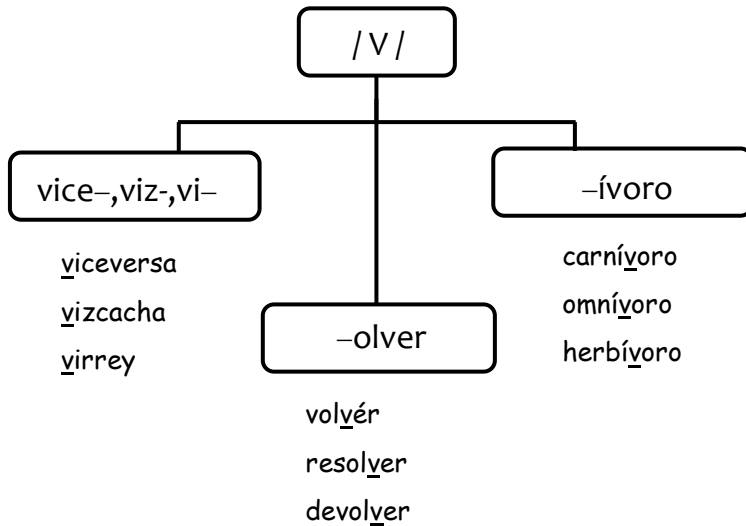 / V /
vice–,viz-,vi–
viceversa
vizcacha
virrey
–olver
volvér
resolver
devolver
–ívoro
carnívoro
omnívoro
herbívoro